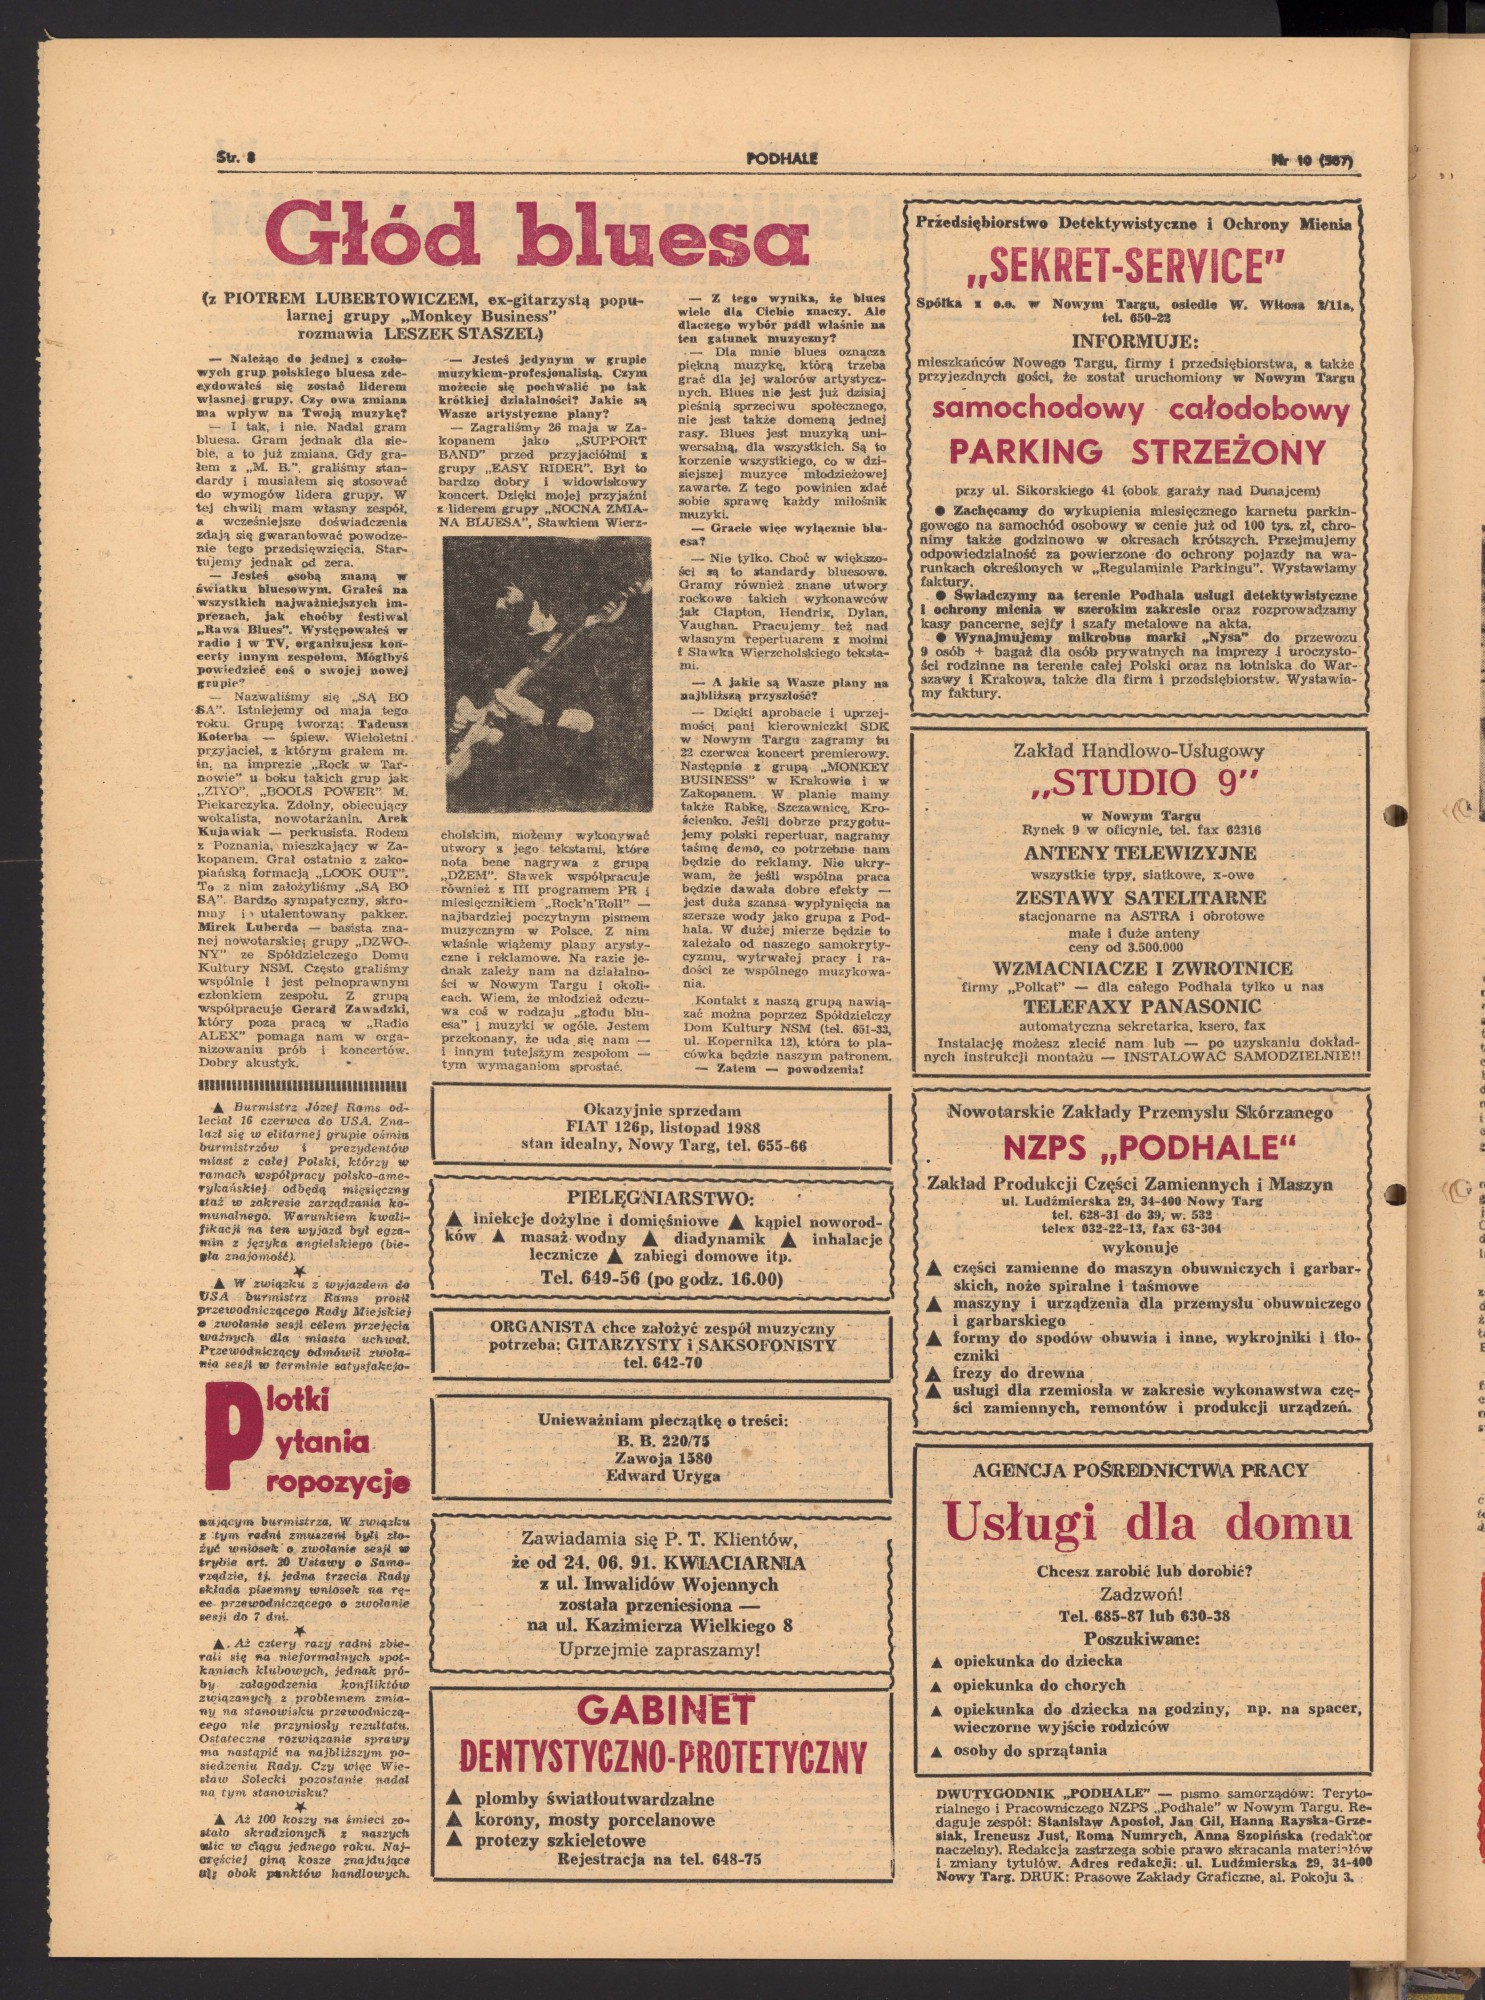 Str. 8
PODHALE
Nr 10 (567)
Głód bluesa
(z PIOTREM LUBERTOWICZEM, ex-gitarzystą popu-
larnej grupy „Monkey Business”
rozmawia LESZEK STASZEL)
— Należąc do jednej z czoło-
wych grup polskiego bluesa zde-
cydowałeś się zostać liderem
własnej grupy. Czy owa zmiana
ma wpływ na Twoją muzykę?
— I tak, i nie. Nadal gram
bluesa. Gram jednak dla sie-
bie, a to już zmiana. Gdy gra-
łem z „M. B.”, graliśmy stan-
dardy i musiałem się stosować
do wymogów lidera grupy. W
tej chwili mam własny zespół,
a wcześniejsze doświadczenia
zdają się gwarantować powodze-
nie tego przedsięwzięcia. Star-
tujemy jednak od zera.
— Jesteś osobą znaną w
światku bluesowym. Grałeś na
wszystkich najważniejszych im-
prezach, jak choćby festiwal
„Rawa Blues”. Występowałeś w
radio i w TV, organizujesz kon-
certy innym zespołom. Mógłbyś
powiedzieć coś o swojej nowej
grupie?
— Nazwaliśmy się „SĄ BO
SĄ”. Istniejemy od maja tego
roku. Grupę tworzą: Tadeusz
Koterba — śpiew. Wieloletni
przyjaciel, z którym grałem m.
in. na imprezie „Rock w Tar-
nowie” u boku takich grup jak
„ZIYO”, „BOOLS POWER” M.
Piekarczyka. Zdolny, obiecujący
wokalista, nowotarżanin. Arek
Kujawiak — perkusista. Rodem
z Poznania, mieszkający w Za-
kopanem. Grał ostatnio z zako-
piańską formacją „LOOK OUT”.
To z nim założyliśmy „SĄ BO
SĄ”. Bardzo sympatyczny, skro-
mny i utalentowany pakker.
Mirek Luberda — basista zna-
nej nowotarskiej grupy „DZWO-
NY” ze Spółdzielczego Domu
Kultury NSM. Często graliśmy
wspólnie i jest pełnoprawnym
członkiem zespołu. Z grupą
współpracuje Gerard Zawadzki,
który poza pracą w „Radio
ALEX” pomaga nam w orga-
nizowaniu prób i koncertów.
Dobry akustyk.
— Jesteś jedynym w grupie
muzykiem-profesjonalistą. Czym
możecie się pochwalić po tak
krótkiej działalności? Jakie są
Wasze artystyczne plany?
— Zagraliśmy 26 maja w Za-
kopanem jako „SUPPORT
BAND” przed przyjaciółmi z
grupy „EASY RIDER”. Był to
bardzo dobry i widowiskowy
koncert. Dzięki mojej przyjaźni
z liderem grupy „NOCNA ZMIA-
NA BLUESA”, Sławkiem Wierz-
cholskim, możemy wykonywać
utwory z jego tekstami, które
nota bene nagrywa z grupą
„DŻEM”. Sławek współpracuje
również z III programem PR i
miesięcznikiem „Rock'n'Roll” —
najbardziej poczytnym pismem
muzycznym w Polsce. Z nim
właśnie wiążemy plany arysty-
czne i reklamowe. Na razie je-
dnak zależy nam na działalno-
ści w Nowym Targu i okoli-
cach. Wiem, że młodzież odczu-
wa coś w rodzaju „głodu blu-
esa” i muzyki w ogóle. Jestem
przekonany, że uda się nam —
i innym tutejszym zespołom —
tym wymaganiom sprostać.
— Z tego wynika, że blues
wiele dla Ciebie znaczy. Ale
dlaczego wybór padł właśnie na
ten gatunek muzyczny?
— Dla mnie blues oznacza
piękną muzykę, którą trzeba
grać dla jej walorów artystycz-
nych. Blues nie jest już dzisiaj
pieśnią sprzeciwu społecznego,
nie jest także domeną jednej
rasy. Blues jest muzyką uni-
wersalną, dla wszystkich. Są to
korzenie wszystkiego, co w dzi-
siejszej muzyce młodzieżowej
zawarte. Z tego powinien zdać
sobie sprawę każdy miłośnik
muzyki.
— Gracie więc wyłącznie blu-
esa?
— Nie tylko. Choć w większo-
ści są to standardy bluesowe.
Gramy również znane utwory
rockowe takich wykonawców
jak Clapton, Hendrix, Dylan,
Vaughan. Pracujemy też nad
własnym repertuarem z moimi
i Sławka Wierzcholskiego teksta-
mi.
— A jakie są Wasze plany na
najbliższą przyszłość?
— Dzięki aprobacie i uprzej-
mości pani kierowniczki SDK
w Nowym Targu zagramy tu
22 czerwca koncert premierowy.
Następnie z grupą „MONKEY
BUSINESS” w Krakowie i w
Zakopanem. W planie mamy
także Rabkę, Szczawnicę, Kro-
ścienko. Jeśli dobrze przygotu-
jemy polski repertuar, nagramy
taśmę demo, co potrzebne nam
będzie do reklamy. Nie ukry-
wam, że jeśli wspólna praca
będzie dawała dobre efekty —
jest duża szansa wypłynięcia na
szersze wody jako grupa z Pod-
hala. W dużej mierze będzie to
zależało od naszego samokryty-
cyzmu, wytrwałej pracy i ra-
dości ze wspólnego muzykowa-
nia.
Kontakt z naszą grupą nawią-
zać można poprzez Spółdzielczy
Dom Kultury NSM (tel. 651-33,
ul. Kopernika 12), która to pla-
cówka będzie naszym patronem.
— Zatem — powodzenia!
▲ Burmistrz Józef Rams od-
leciał 16 czerwca do USA. Zna-
lazł się w elitarnej grupie ośmiu
burmistrzów i prezydentów
miast z całej Polski, którzy w
ramach współpracy polsko-ame-
rykańskiej odbędą miesięczny
staż w zakresie zarządzania ko-
munalnego. Warunkiem kwali-
fikacji na ten wyjazd był egza-
min z języka angielskiego (bie-
gła znajomość).
★
▲ W związku z wyjazdem do
USA burmistrz Rams prosił
przewodniczącego Rady Miejskiej
o zwołanie sesji celem przejęcia
ważnych dla miasta uchwał.
Przewodniczący odmówił zwoła-
nia sesji w terminie satysfakcjo-
Plotki
Pytania
Propozycje
nującym burmistrza. W związku
z tym radni zmuszeni byli zło-
żyć wniosek o zwołanie sesji w
trybie art. 20 Ustawy o Samo-
rządzie, tj. jedna trzecia Rady
składa pisemny wniosek na rę-
ce przewodniczącego o zwołanie
sesji do 7 dni.
★
▲ Aż cztery razy radni zbie-
rali się na nieformalnych spot-
kaniach klubowych, jednak pró-
by załagodzenia konfliktów
związanych z problemem zmia-
ny na stanowisku przewodniczą-
cego nie przyniosły rezultatu.
Ostateczne rozwiązanie sprawy
ma nastąpić na najbliższym po-
siedzeniu Rady. Czy więc Wie-
sław Solecki pozostanie nadal
na tym stanowisku?
★
▲ Aż 100 koszy na śmieci zo-
stało skradzionych z naszych
ulic w ciągu jednego roku. Naj-
częściej giną kosze znajdujące
się obok punktów handlowych.
Okazyjnie sprzedam
FIAT 126p, listopad 1988
stan idealny, Nowy Targ, tel. 655-66
PIELĘGNIARSTWO:
▲ iniekcje dożylne i domięśniowe ▲ kąpiel noworod-
ków ▲ masaż wodny ▲ diadynamik ▲ inhalacje
lecznicze ▲ zabiegi domowe itp.
Tel. 649-56 (po godz. 16.00)
ORGANISTA chce założyć zespół muzyczny
potrzeba: GITARZYSTY i SAKSOFONISTY
tel. 642-70
Unieważniam pieczątkę o treści:
B. B. 220/75
Zawoja 1580
Edward Uryga
Zawiadamia się P. T. Klientów,
że od 24. 06. 91. KWIACIARNIA
z ul. Inwalidów Wojennych
została przeniesiona —
na ul. Kazimierza Wielkiego 8
Uprzejmie zapraszamy!
GABINET
DENTYSTYCZNO-PROTETYCZNY
▲ plomby światłoutwardzalne
▲ korony, mosty porcelanowe
▲ protezy szkieletowe
Rejestracja na tel. 648-75
Przedsiębiorstwo Detektywistyczne i Ochrony Mienia
„SEKRET-SERVICE”
Spółka z o.o. w Nowym Targu, osiedle W. Witosa 2/11a,
tel. 650-22
INFORMUJE:
mieszkańców Nowego Targu, firmy i przedsiębiorstwa, a także
przyjezdnych gości, że został uruchomiony w Nowym Targu
samochodowy całodobowy
PARKING STRZEŻONY
przy ul. Sikorskiego 41 (obok garaży nad Dunajcem)
● Zachęcamy do wykupienia miesięcznego karnetu parkin-
gowego na samochód osobowy w cenie już od 100 tys. zł, chro-
nimy także godzinowo w okresach krótszych. Przejmujemy
odpowiedzialność za powierzone do ochrony pojazdy na wa-
runkach określonych w „Regulaminie Parkingu”. Wystawiamy
faktury.
● Świadczymy na terenie Podhala usługi detektywistyczne
i ochrony mienia w szerokim zakresie oraz rozprowadzamy
kasy pancerne, sejfy i szafy metalowe na akta.
● Wynajmujemy mikrobus marki „Nysa” do przewozu
9 osób + bagaż dla osób prywatnych na imprezy i uroczysto-
ści rodzinne na terenie całej Polski oraz na lotniska do War-
szawy i Krakowa, także dla firm i przedsiębiorstw. Wystawia-
my faktury.
Zakład Handlowo-Usługowy
„STUDIO 9”
w Nowym Targu
Rynek 9 w oficynie, tel. fax 62316
ANTENY TELEWIZYJNE
wszystkie typy, siatkowe, x-owe
ZESTAWY SATELITARNE
stacjonarne na ASTRA i obrotowe
małe i duże anteny
ceny od 3.500.000
WZMACNIACZE I ZWROTNICE
firmy „Polkat” — dla całego Podhala tylko u nas
TELEFAXY PANASONIC
automatyczna sekretarka, ksero, fax
Instalację możesz zlecić nam lub — po uzyskaniu dokład-
nych instrukcji montażu — INSTALOWAĆ SAMODZIELNIE!!
Nowotarskie Zakłady Przemysłu Skórzanego
NZPS „PODHALE“
Zakład Produkcji Części Zamiennych i Maszyn
ul. Ludźmierska 29, 34-400 Nowy Targ
tel. 628-31 do 39, w. 532
telex 032-22-13, fax 63-304
wykonuje
▲ części zamienne do maszyn obuwniczych i garbar-
skich, noże spiralne i taśmowe
▲ maszyny i urządzenia dla przemysłu obuwniczego
i garbarskiego
▲ formy do spodów obuwia i inne, wykrojniki i tło-
czniki
▲ frezy do drewna
▲ usługi dla rzemiosła w zakresie wykonawstwa czę-
ści zamiennych, remontów i produkcji urządzeń.
AGENCJA POŚREDNICTWA PRACY
Usługi dla domu
Chcesz zarobić lub dorobić?
Zadzwoń!
Tel. 685-87 lub 630-38
Poszukiwane:
▲ opiekunka do dziecka
▲ opiekunka do chorych
▲ opiekunka do dziecka na godziny, np. na spacer,
wieczorne wyjście rodziców
▲ osoby do sprzątania
DWUTYGODNIK „PODHALE” — pismo samorządów: Teryto-
rialnego i Pracowniczego NZPS „Podhale” w Nowym Targu. Re-
daguje zespół: Stanisław Apostoł, Jan Gil, Hanna Rayska-Grze-
siak, Ireneusz Just, Roma Numrych, Anna Szopińska (redaktor
naczelny). Redakcja zastrzega sobie prawo skracania materiałów
i zmiany tytułów. Adres redakcji: ul. Ludźmierska 29, 34-400
Nowy Targ. DRUK: Prasowe Zakłady Graficzne, al. Pokoju 3.